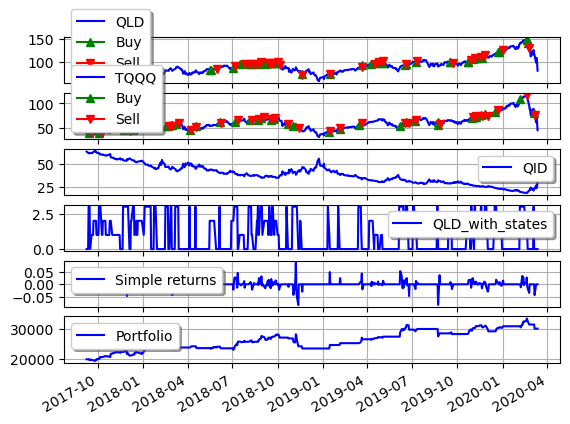 QLD
Buy
Sell
150
100
TQQQ
Buy
Sell
100
50
QID
50
25
QLD_with_states
2.5
0.0
Simple returns
0.05
0.00
−0.05
Portfolio
30000
20000
2017-10 2018-01 2018-04 2018-07 2018-10 2019-01 2019-04 2019-07 2019-10 2020-01 2020-04